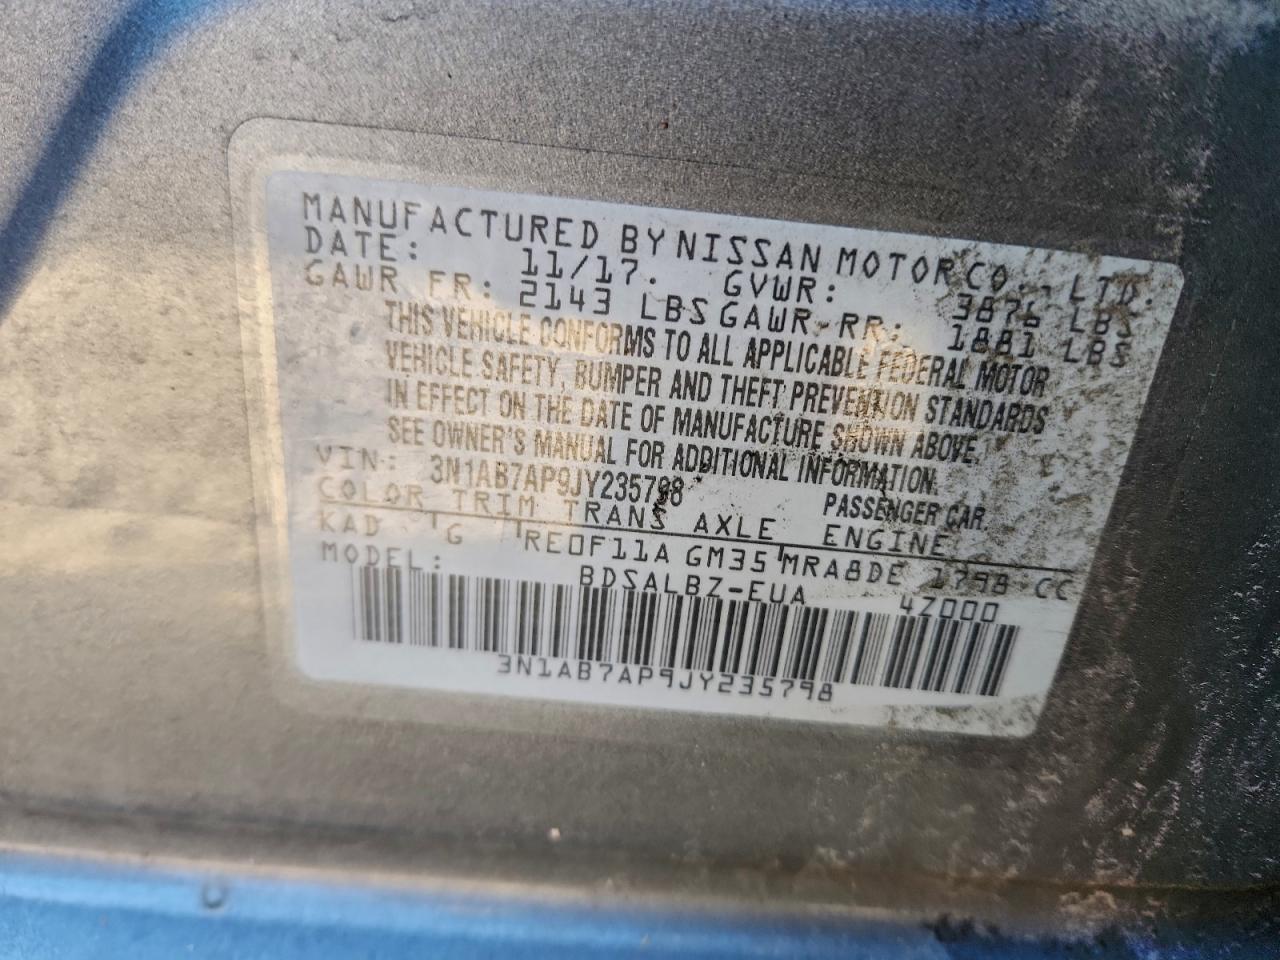 MANUFACTURED BY NISSAN MOTOR CO., LTD.
DATE: 11/17. GVWR: 3876 LBS
GAWR FR: 2143 LBS GAWR RR: 1881 LBS
THIS VEHICLE CONFORMS TO ALL APPLICABLE FEDERAL MOTOR
VEHICLE SAFETY, BUMPER AND THEFT PREVENTION STANDARDS
IN EFFECT ON THE DATE OF MANUFACTURE SHOWN ABOVE,
SEE OWNER'S MANUAL FOR ADDITIONAL INFORMATION.
VIN: 3N1AB7AP9JY235798 PASSENGER CAR
COLOR TRIM TRANS AXLE ENGINE
KAD G RE0F11A GM35 MRA8DE 1798 CC
MODEL: BDSALBZ-EUA 4Z000
3N1AB7AP9JY235798